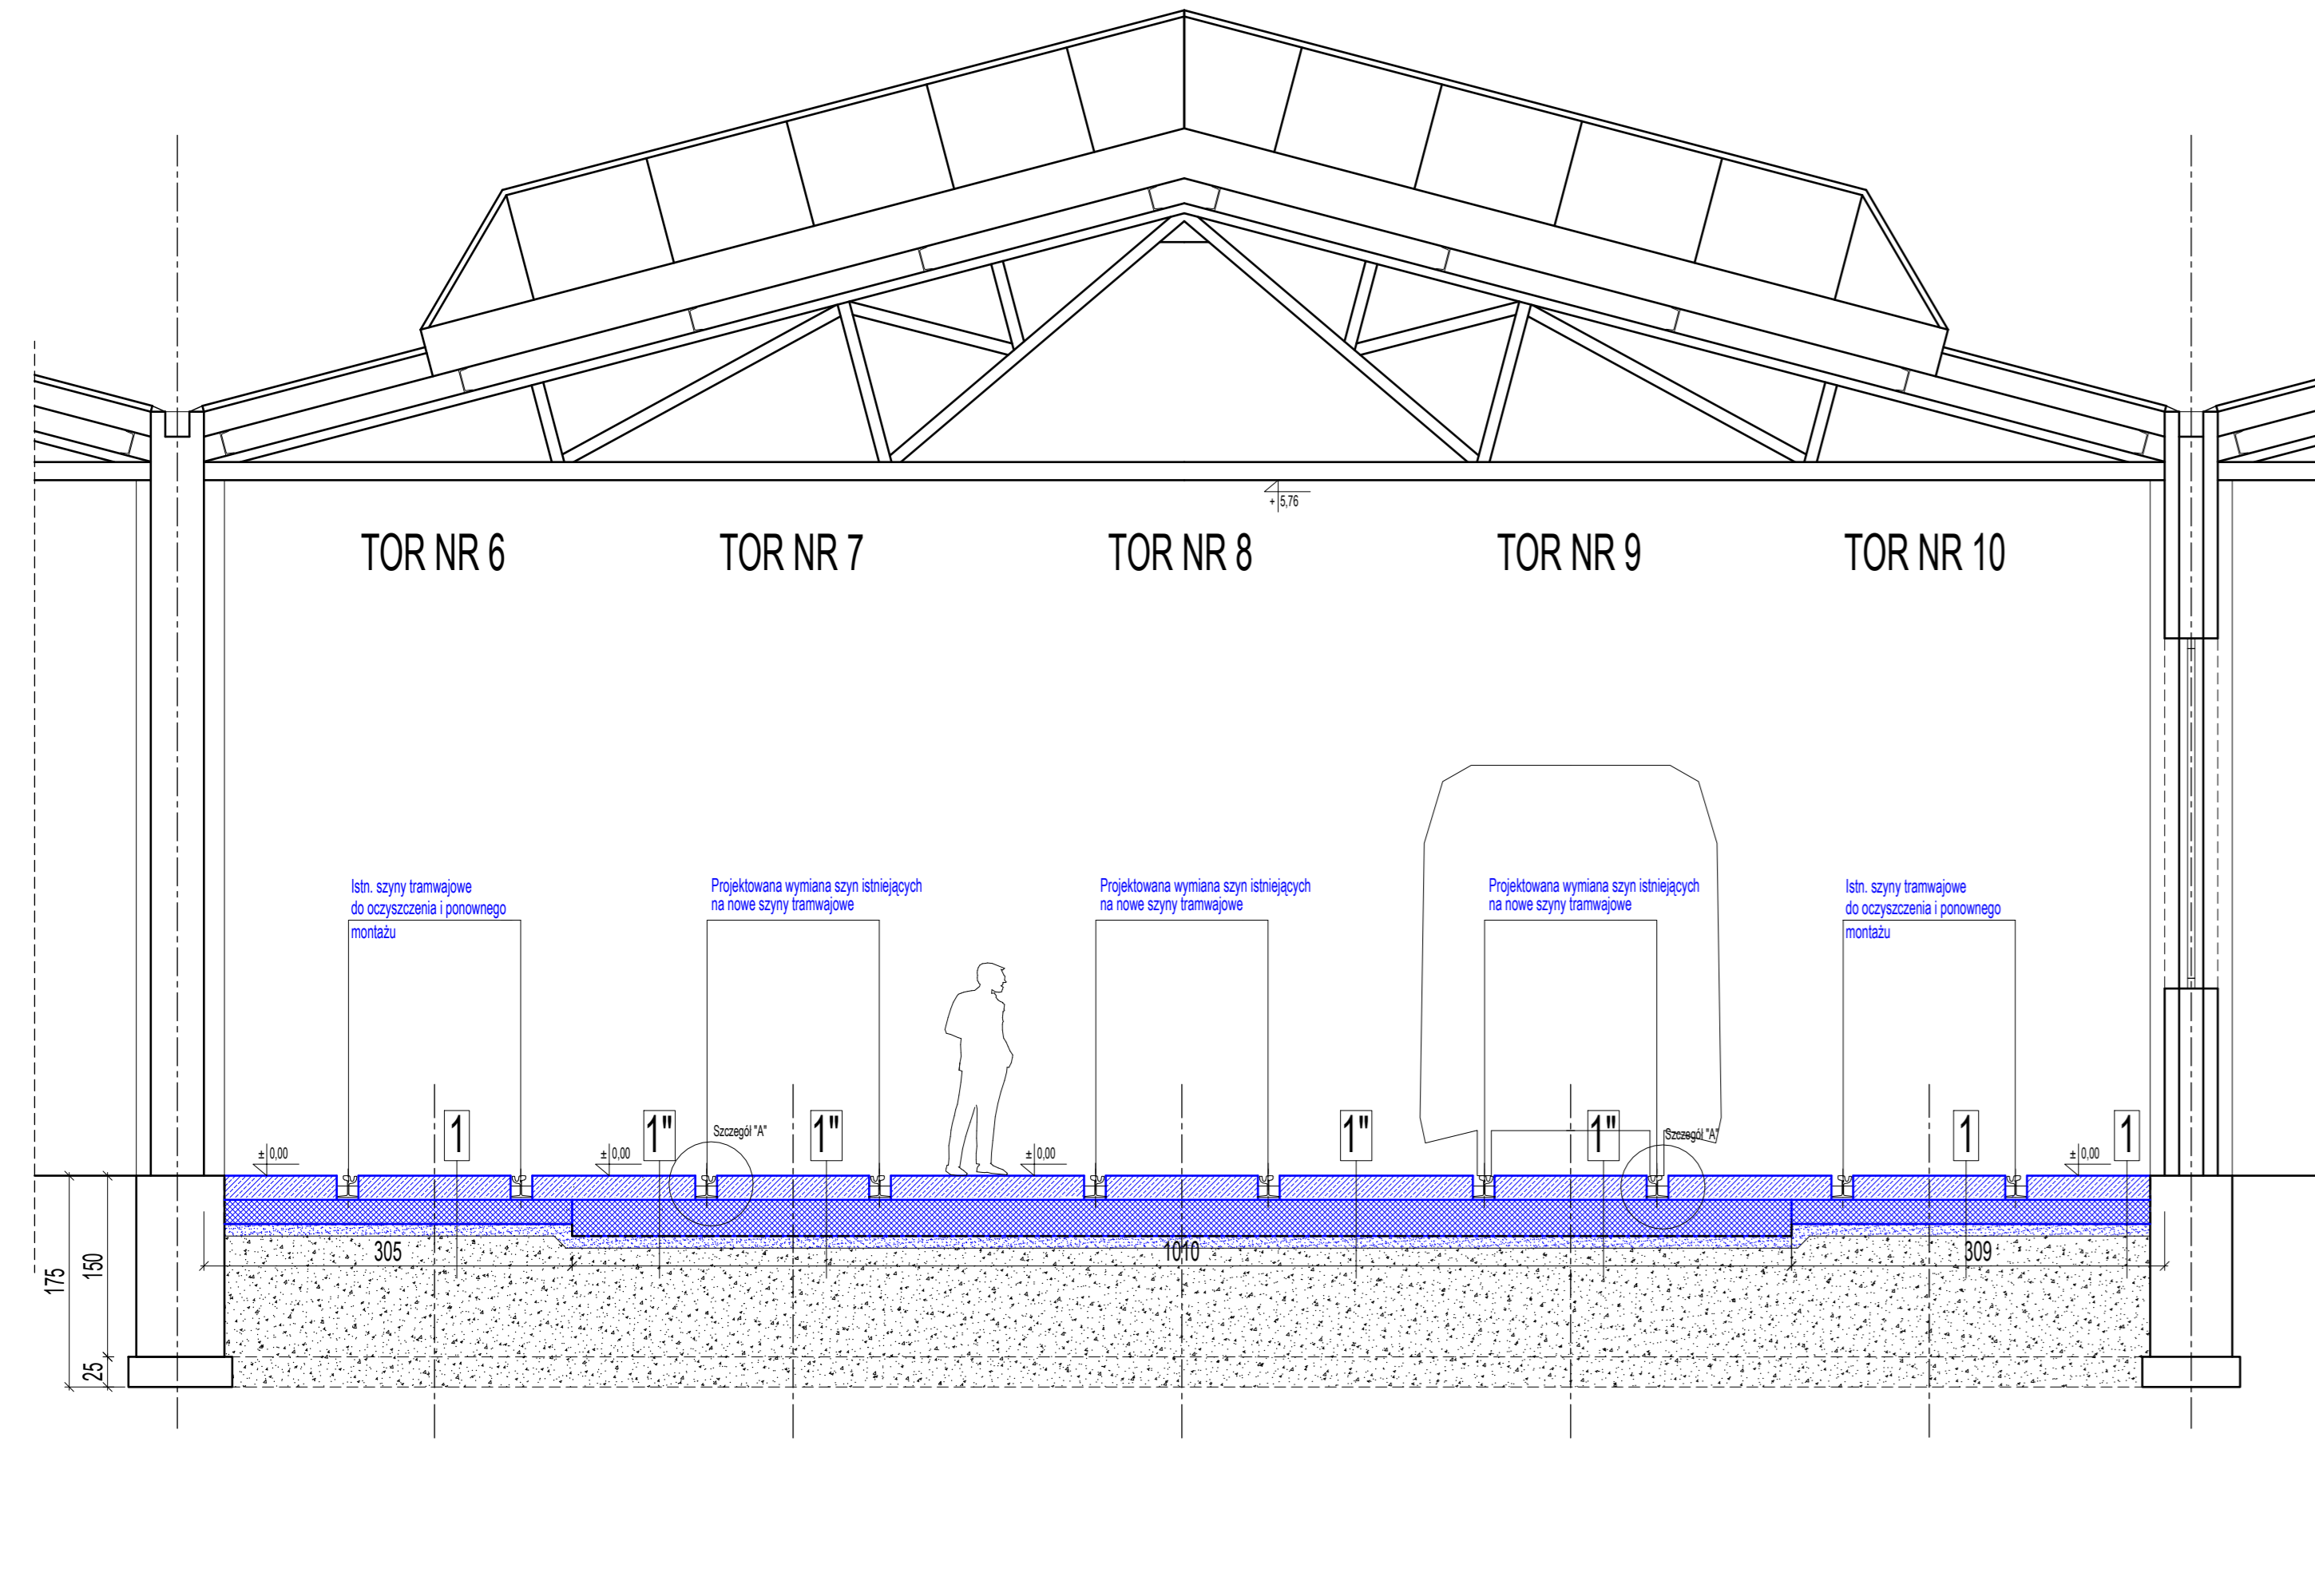 + 5,76
TOR NR 6
TOR NR 7
TOR NR 8
TOR NR 9
TOR NR 10
Istn. szyny tramwajowe
do oczyszczenia i ponownego
montażu
Projektowana wymiana szyn istniejących
na nowe szyny tramwajowe
Projektowana wymiana szyn istniejących
na nowe szyny tramwajowe
Projektowana wymiana szyn istniejących
na nowe szyny tramwajowe
Istn. szyny tramwajowe
do oczyszczenia i ponownego
montażu
1
1"
1"
1"
1"
1
1
Szczegół "A"
Szczegół "A"
± 0,00
± 0,00
± 0,00
± 0,00
305
1010
309
175
150
25